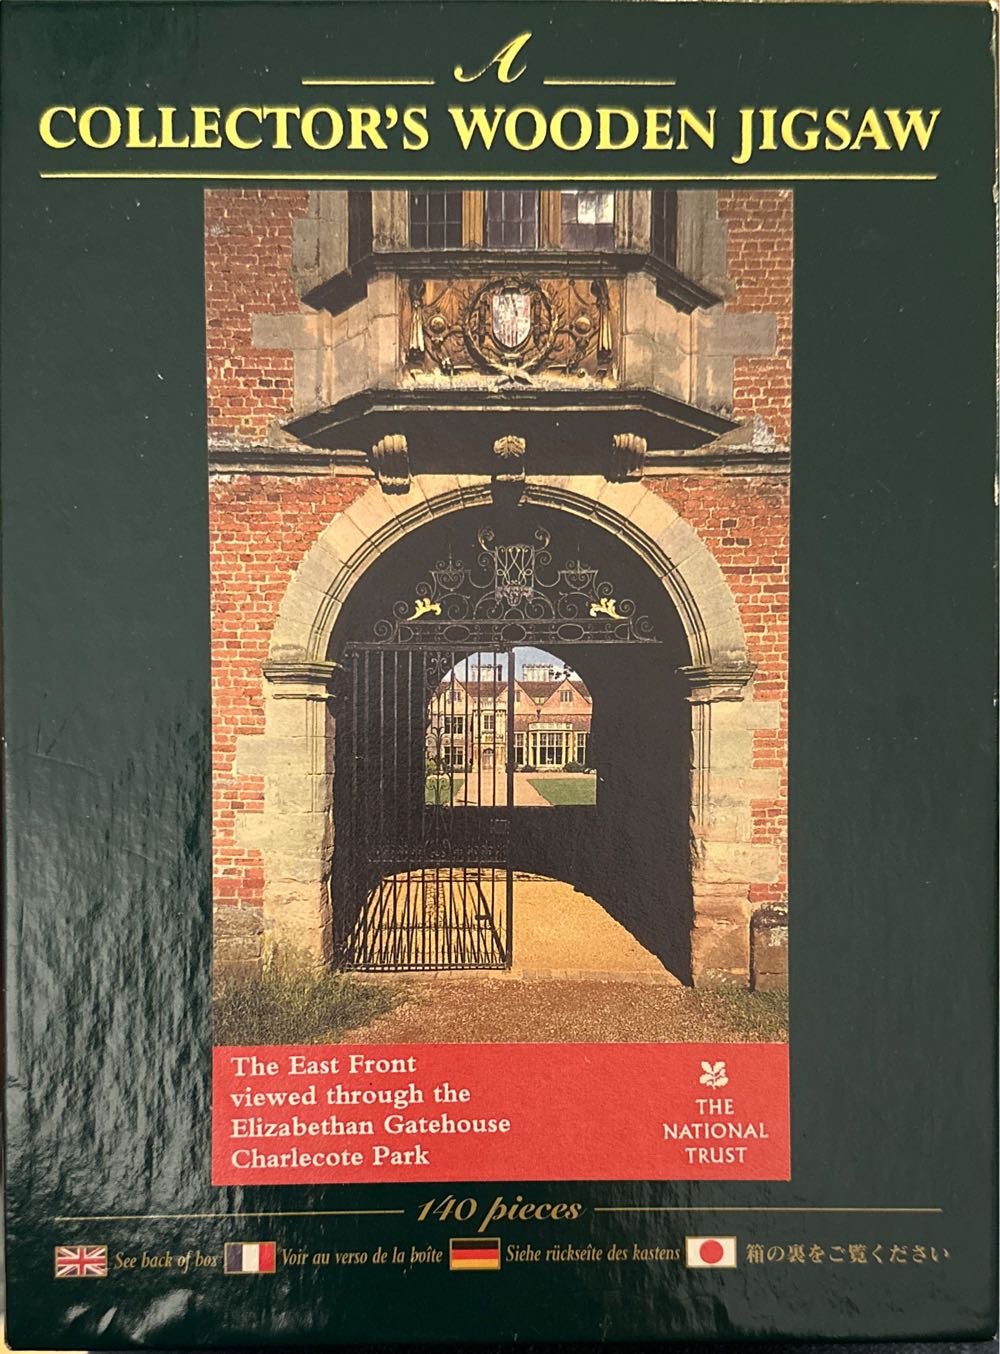 A
COLLECTOR'S WOODEN JIGSAW
The East Front
viewed through the
Elizabethan Gatehouse
Charlecote Park
THE
NATIONAL
TRUST
140 pieces
See back of box Voir au verso de la boîte Siehe rückseîte des kastens 箱の裏をご覧ください